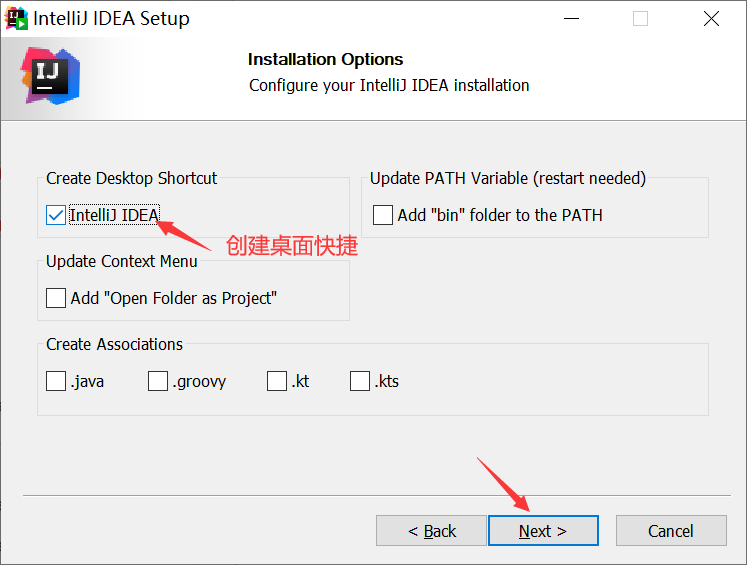 IntelliJ IDEA Setup
IJ
Installation Options
Configure your IntelliJ IDEA installation
Create Desktop Shortcut
Update PATH Variable (restart needed)
IntelliJ IDEA
Add "bin" folder to the PATH
创建桌面快捷
Update Context Menu
Add "Open Folder as Project"
Create Associations
.java .groovy .kt .kts
< Back Next > Cancel